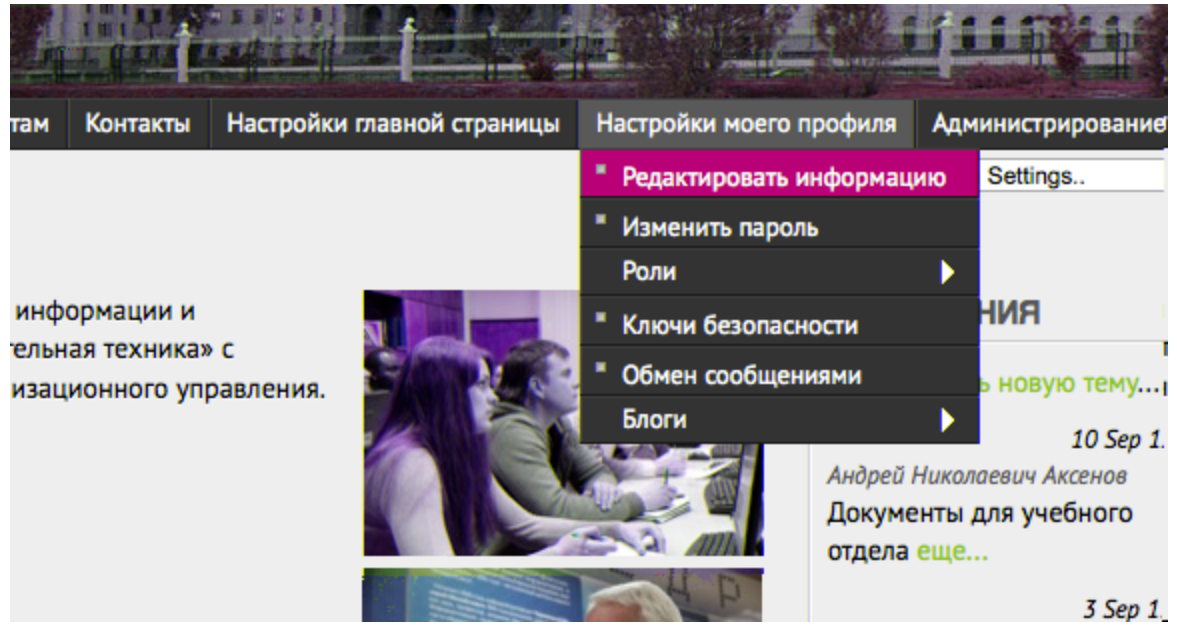 там Контакты Настройки главной страницы Настройки моего профиля Администрирование
Редактировать информацию
Settings..
Изменить пароль
Роли
Ключи безопасности
Обмен сообщениями
Блоги
информации и
тельная техника» с
изационного управления.
НИЯ
ь новую тему...
10 Sep 1
Андрей Николаевич Аксенов
Документы для учебного
отдела еще...
3 Sep 1